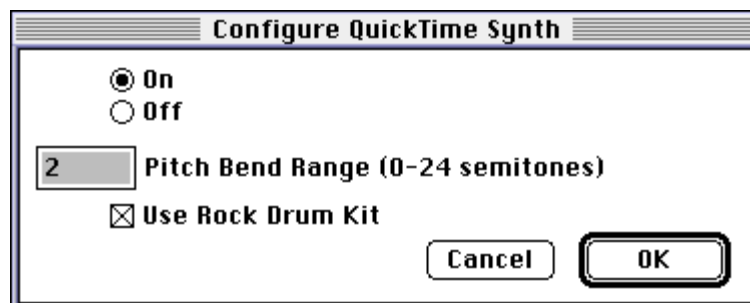 Configure QuickTime Synth
On
Off
2 Pitch Bend Range (0-24 semitones)
Use Rock Drum Kit
Cancel OK